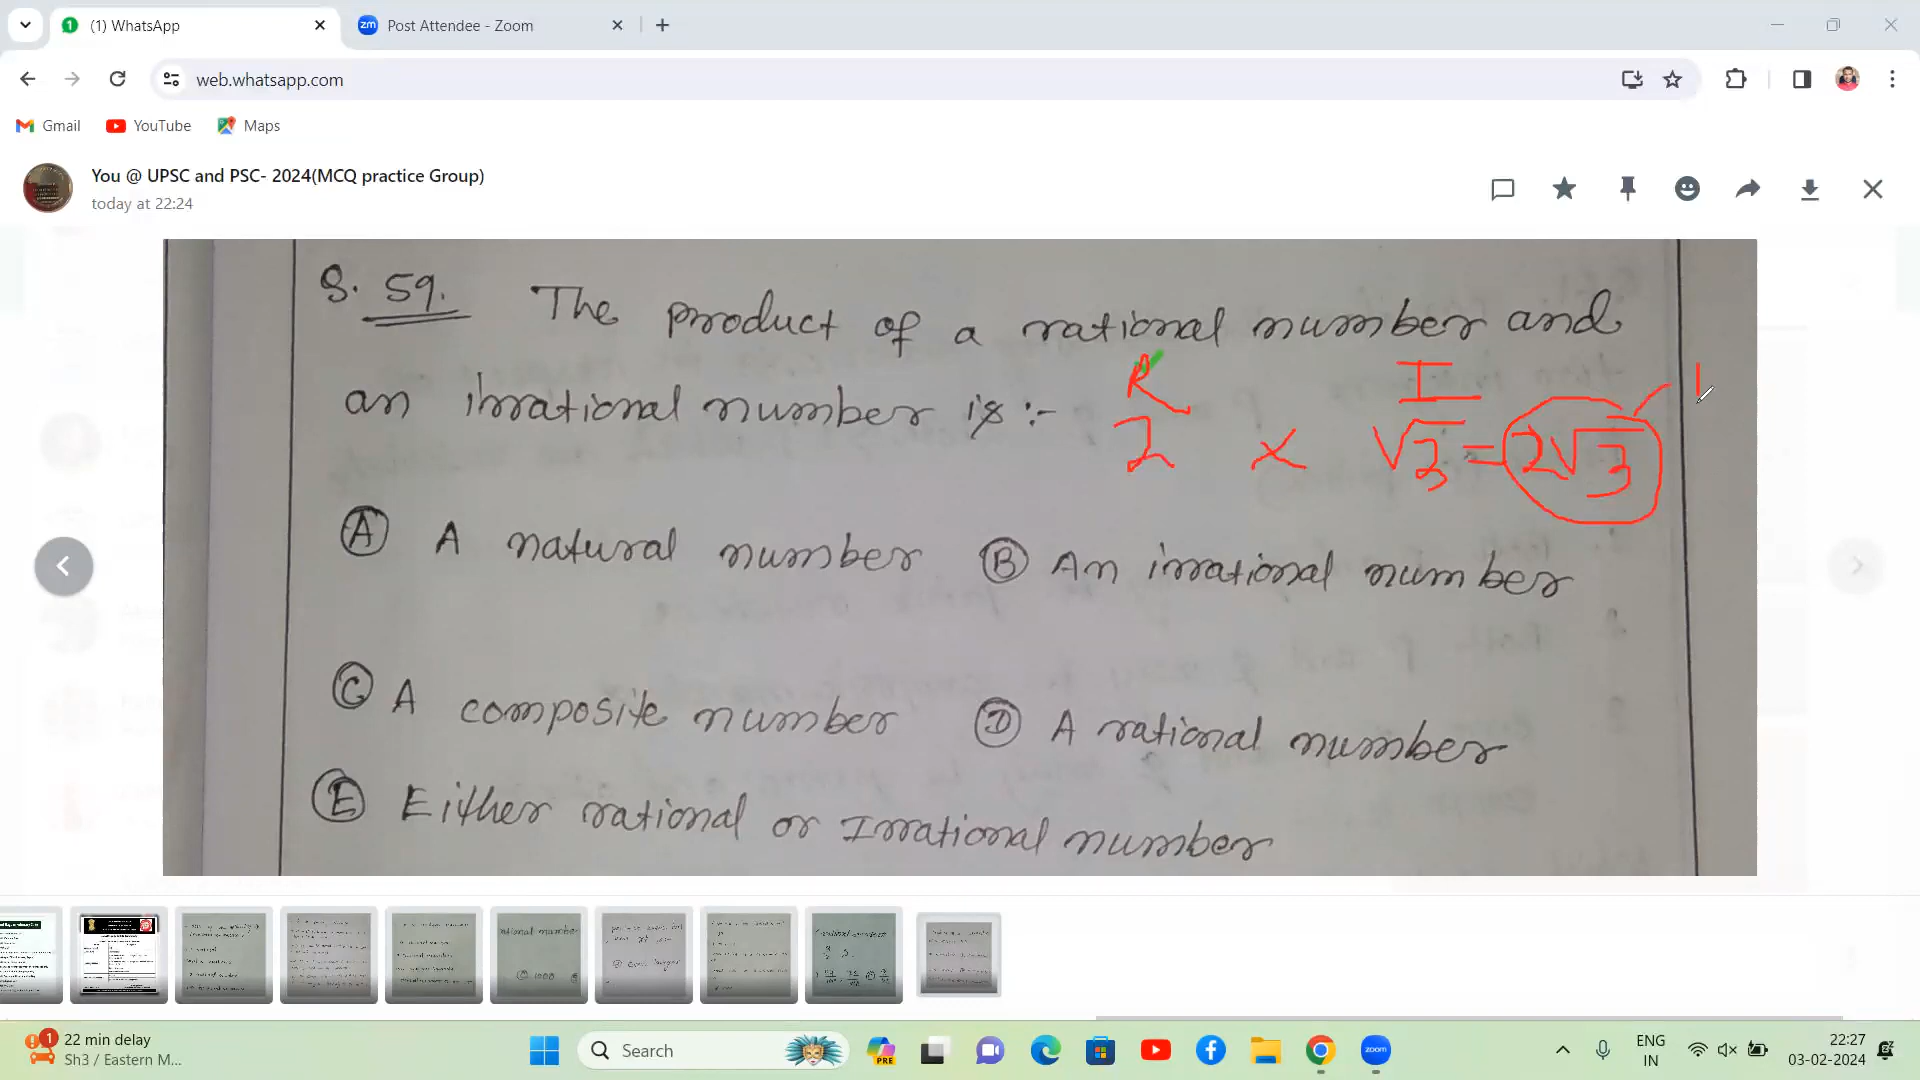 (1) WhatsApp
Post Attendee - Zoom
web.whatsapp.com
Gmail YouTube Maps
You @ UPSC and PSC- 2024(MCQ practice Group)
today at 22:24
Q. 59. The product of a rational number and
R I
an irrational number is :-
2 × √3 = 2√3
A A natural number B An irrational number
C A composite number D A rational number
E Either rational or Irrational number
22 min delay
Sh3 / Eastern M...
Search
PRE
zoom
ENG
IN
22:27
03-02-2024